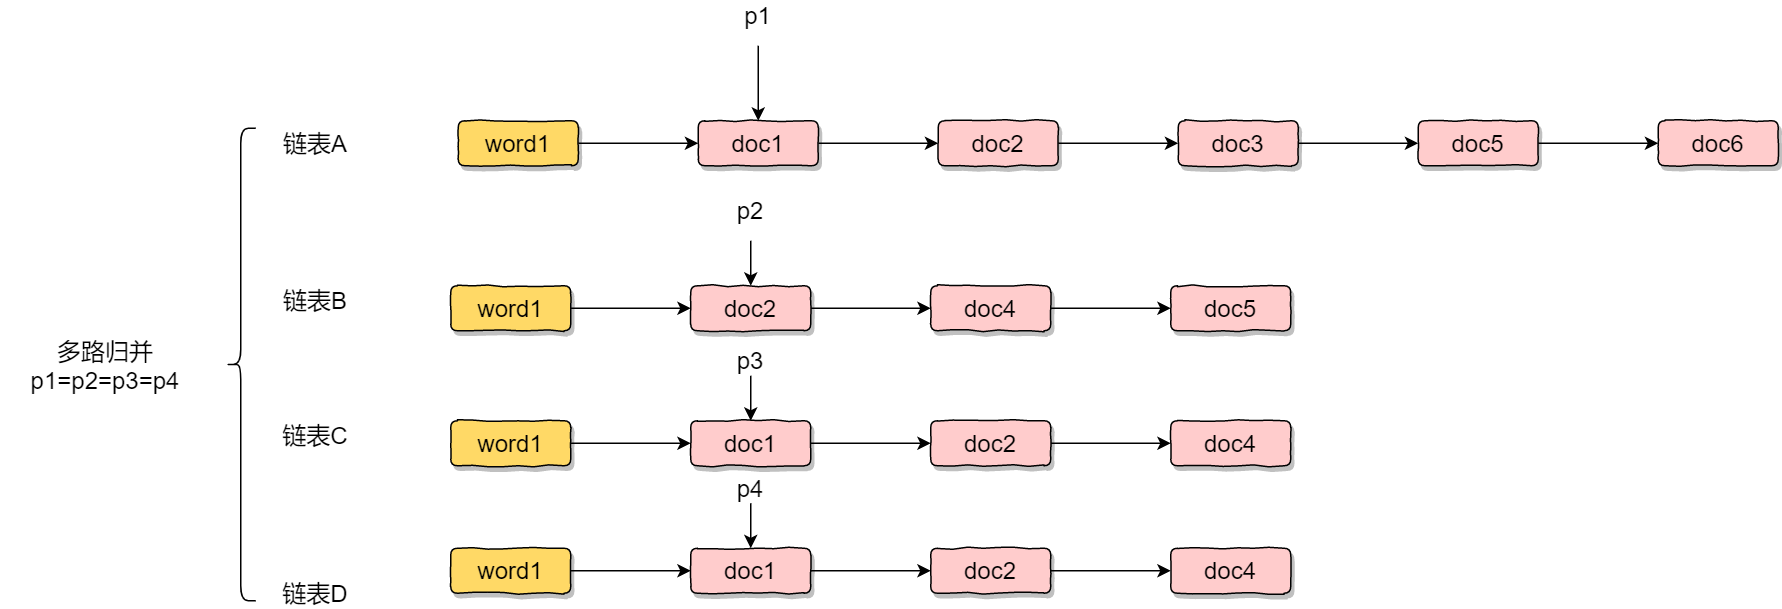 p1
链表A
word1
doc1
doc2
doc3
doc5
doc6
p2
链表B
word1
doc2
doc4
doc5
多路归并
p1=p2=p3=p4
p3
链表C
word1
doc1
doc2
doc4
p4
链表D
word1
doc1
doc2
doc4